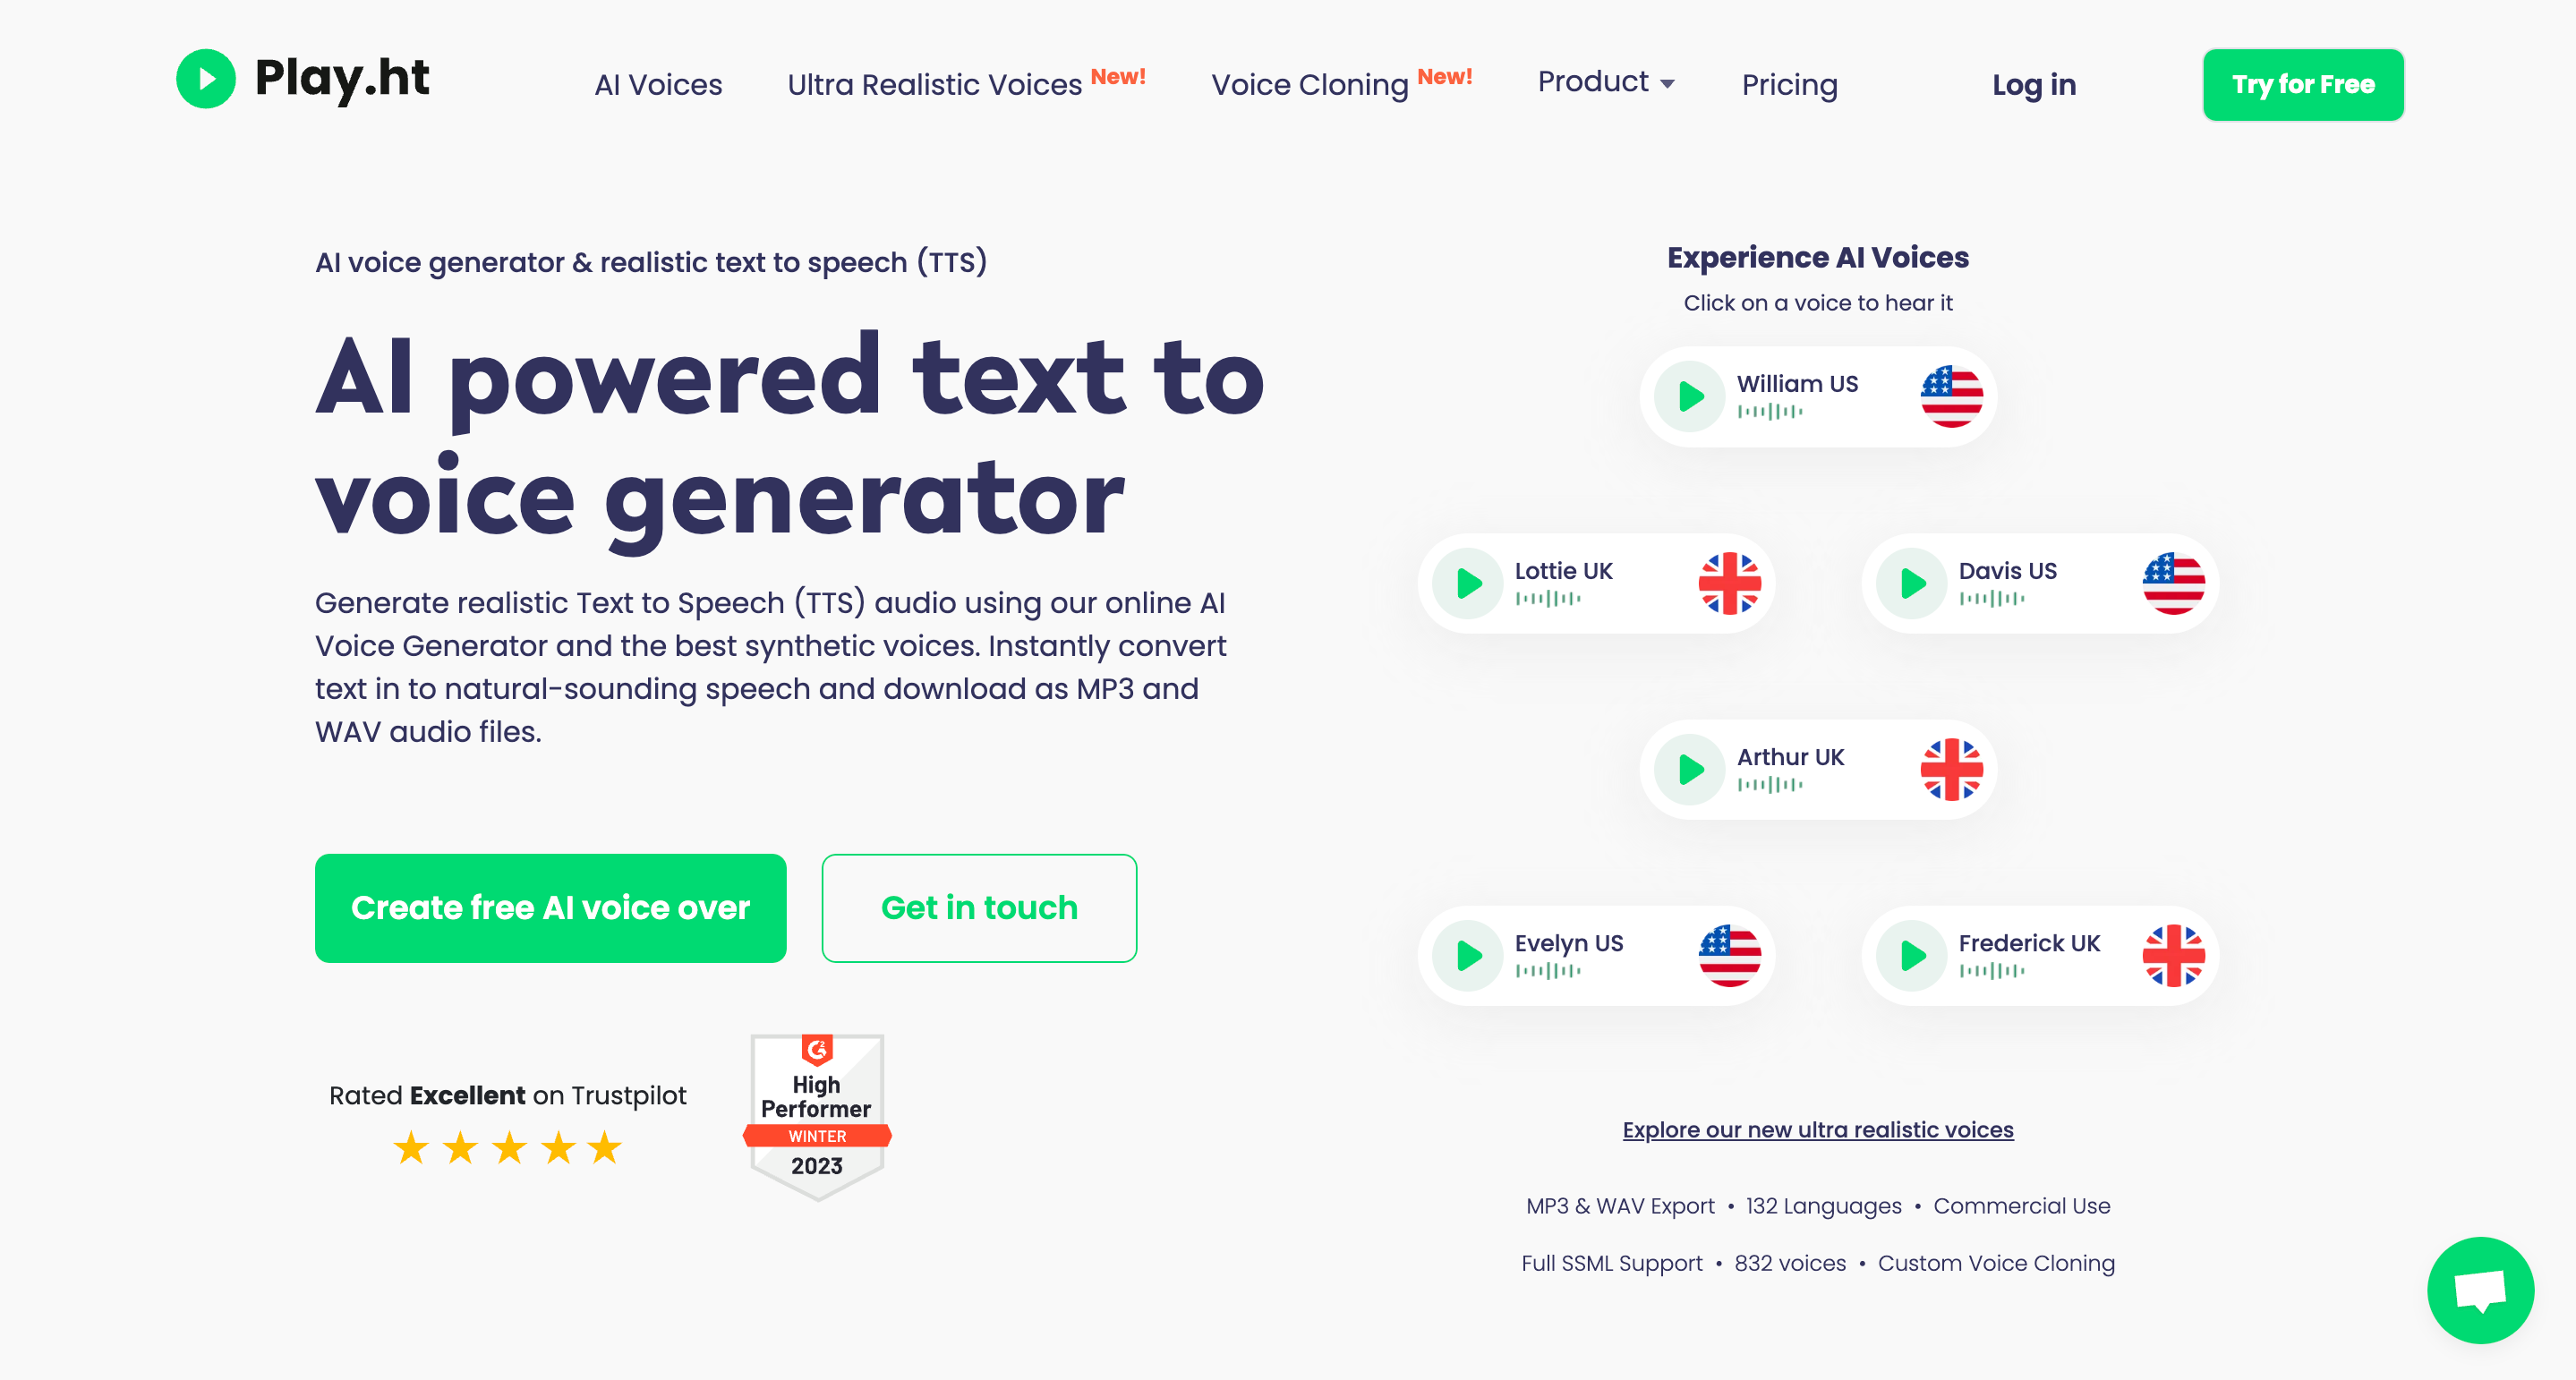 Play.ht
AI Voices
Ultra Realistic Voices New!
Voice Cloning New!
Product
Pricing
Log in
Try for Free
AI voice generator & realistic text to speech (TTS)
AI powered text to
voice generator
Generate realistic Text to Speech (TTS) audio using our online AI
Voice Generator and the best synthetic voices. Instantly convert
text in to natural-sounding speech and download as MP3 and
WAV audio files.
Create free AI voice over
Get in touch
Rated Excellent on Trustpilot
G2
High
Performer
WINTER
2023
Experience AI Voices
Click on a voice to hear it
William US
Lottie UK
Davis US
Arthur UK
Evelyn US
Frederick UK
Explore our new ultra realistic voices
MP3 & WAV Export • 132 Languages • Commercial Use
Full SSML Support • 832 voices • Custom Voice Cloning